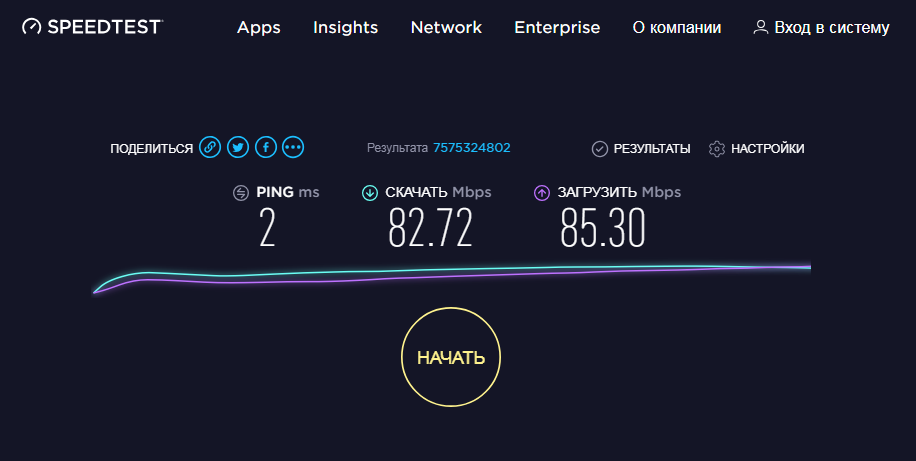 SPEEDTEST Apps Insights Network Enterprise О компании Вход в систему
ПОДЕЛИТЬСЯ Результата 7575324802 РЕЗУЛЬТАТЫ НАСТРОЙКИ
PING ms СКАЧАТЬ Mbps ЗАГРУЗИТЬ Mbps
2 82.72 85.30
НАЧАТЬ